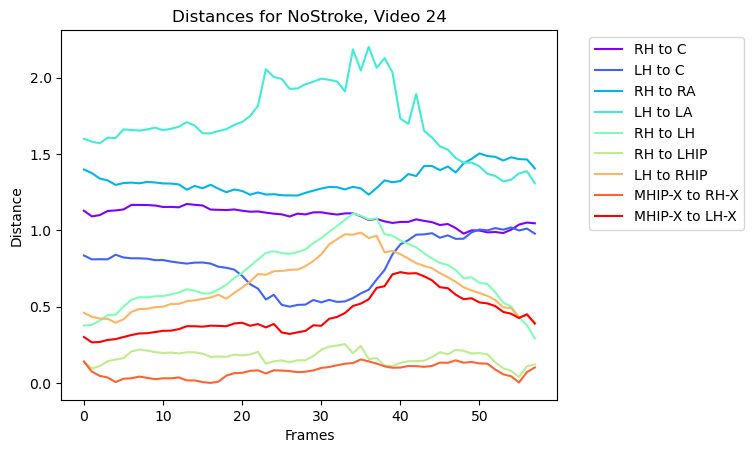 Distances for NoStroke, Video 24
Distance
2.0
1.5
1.0
0.5
0.0
0 10 20 30 40 50
Frames
RH to C
LH to C
RH to RA
LH to LA
RH to LH
RH to LHIP
LH to RHIP
MHIP-X to RH-X
MHIP-X to LH-X